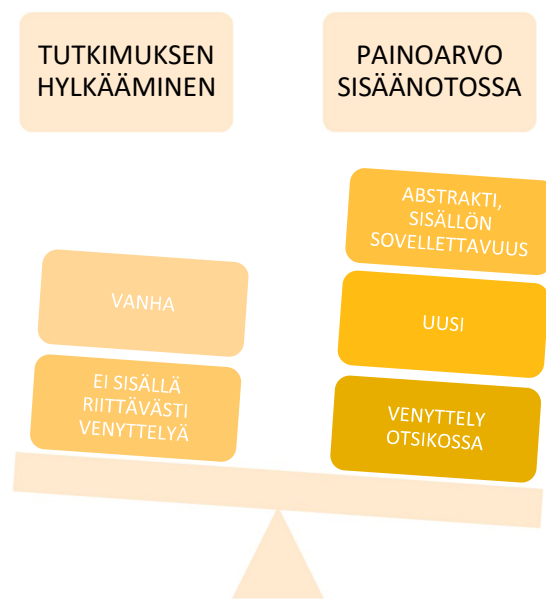 TUTKIMUKSEN
HYLKÄÄMINEN
PAINOARVO
SISÄÄNOTOSSA
ABSTRAKTI,
SISÄLLÖN
SOVELLETTAVUUS
VANHA
UUSI
EI SISÄLLÄ
RIITTÄVÄSTI
VENYTTELYÄ
VENYTTELY
OTSIKOSSA